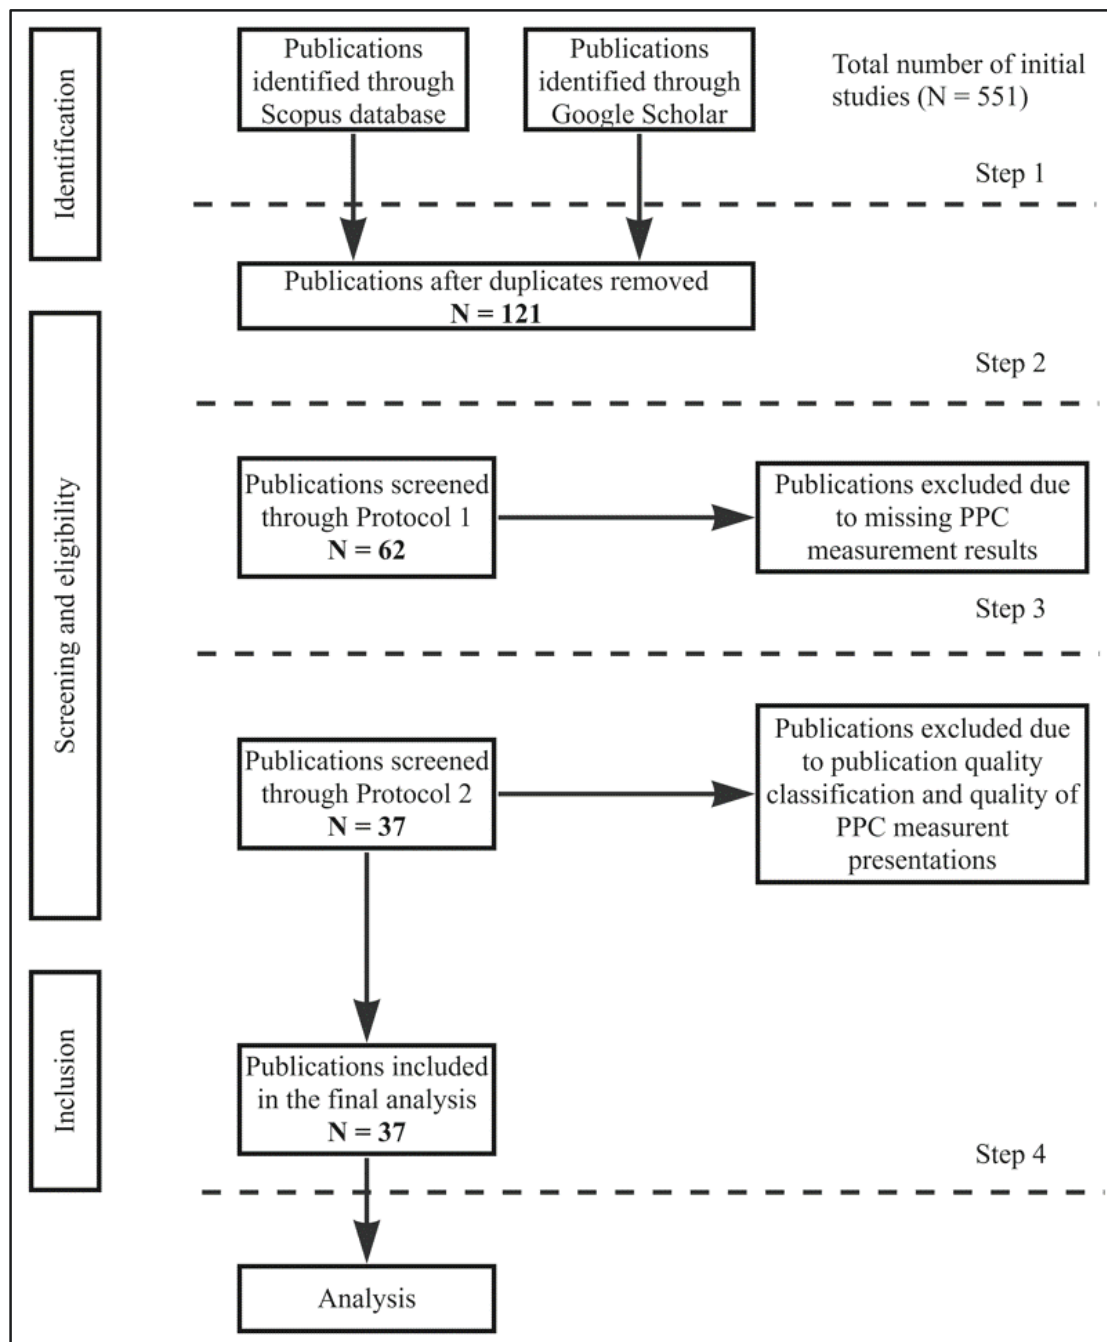 Identification
Publications
identified through
Scopus database
Publications
identified through
Google Scholar
Total number of initial
studies (N = 551)
Step 1
Publications after duplicates removed
N = 121
Screening and eligibility
Step 2
Publications screened
through Protocol 1
N = 62
Publications excluded due
to missing PPC
measurement results
Step 3
Publications screened
through Protocol 2
N = 37
Publications excluded due
to publication quality
classification and quality of
PPC measurent
presentations
Inclusion
Publications included
in the final analysis
N = 37
Step 4
Analysis